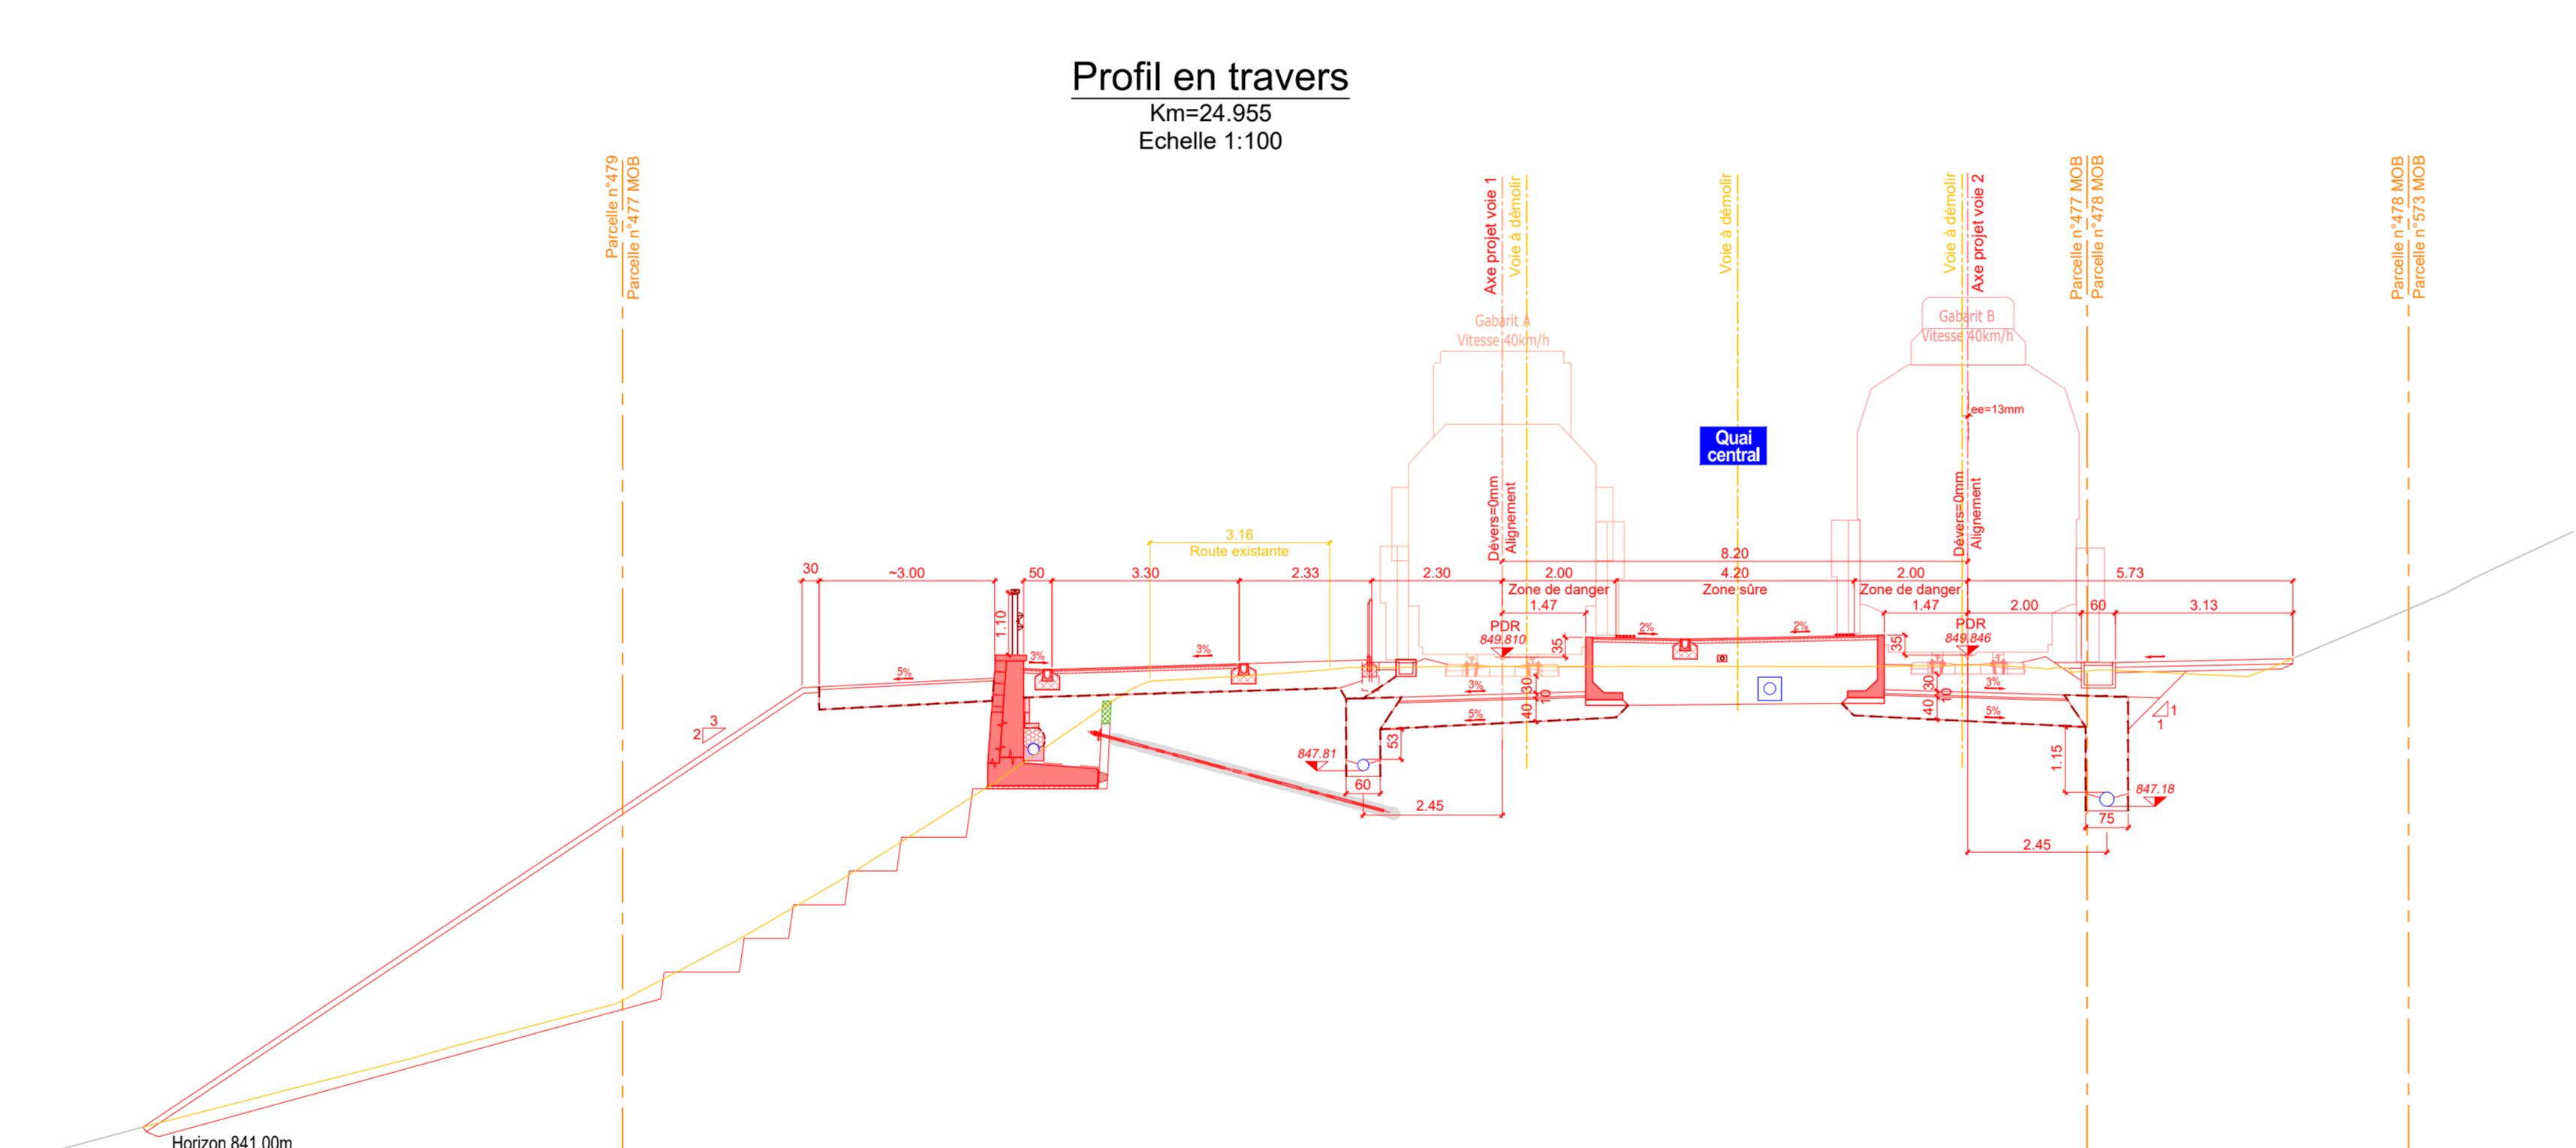 Profil en travers
Km=24.955
Echelle 1:100
Parcelle n°479
Parcelle n°477 MOB
Axe projet voie 1
Voie à démolir
Voie à démolir
Voie à démolir
Axe projet voie 2
Parcelle n°477 MOB
Parcelle n°478 MOB
Parcelle n°478 MOB
Parcelle n°573 MOB
Gabarit A
Vitesse 40km/h
Gabarit B
Vitesse 40km/h
ee=13mm
Quai
central
Dévers=0mm
Alignement
Dévers=0mm
Alignement
3.16
Route existante
8.20
30
~3.00
50
3.30
2.33
2.30
2.00
4.20
2.00
5.73
Zone de danger
Zone sûre
Zone de danger
1.47
1.47
2.00
60
3.13
1.10
PDR
849.810
35
2%
2%
35
PDR
849.846
5%
3%
3%
3%
30
10
40
5%
30
10
40
3%
5%
3
2
1
1
847.81
53
60
2.45
1.15
847.18
75
2.45
Horizon 841.00m